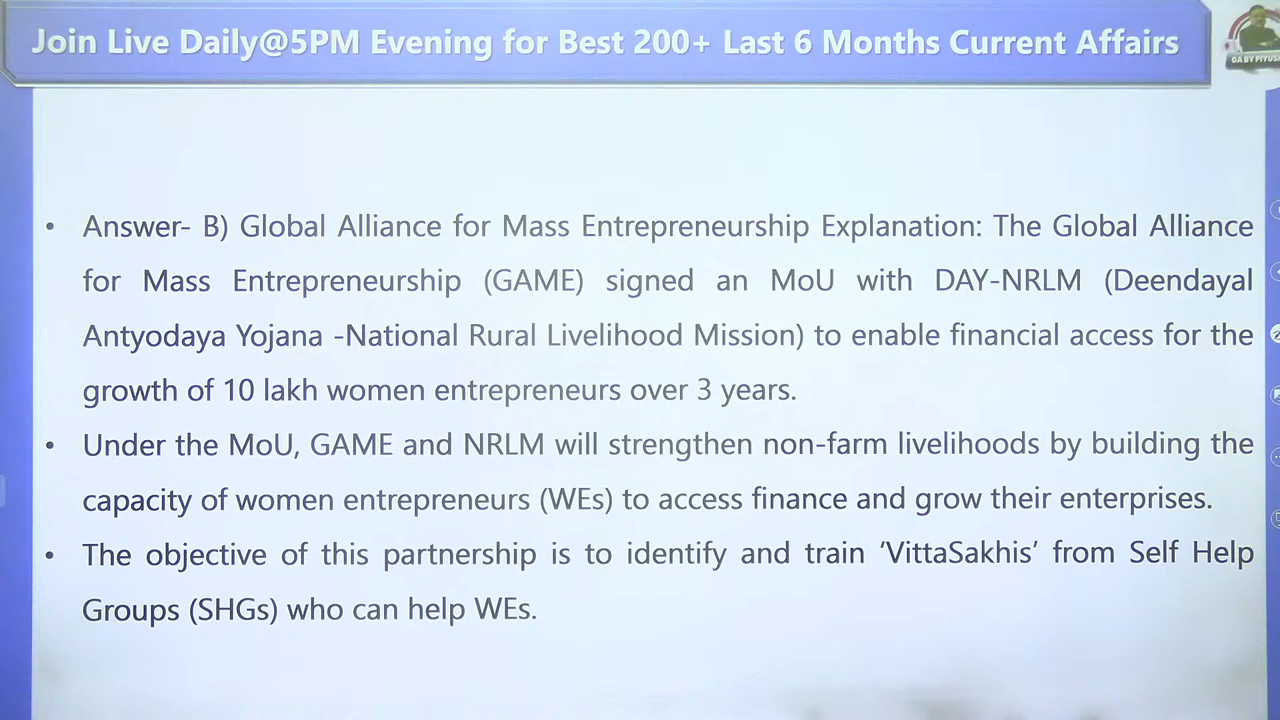 Join Live Daily@5PM Evening for Best 200+ Last 6 Months Current Affairs
GA BY PIYUSH
• Answer- B) Global Alliance for Mass Entrepreneurship Explanation: The Global Alliance
for Mass Entrepreneurship (GAME) signed an MoU with DAY-NRLM (Deendayal
Antyodaya Yojana -National Rural Livelihood Mission) to enable financial access for the
growth of 10 lakh women entrepreneurs over 3 years.
• Under the MoU, GAME and NRLM will strengthen non-farm livelihoods by building the
capacity of women entrepreneurs (WEs) to access finance and grow their enterprises.
• The objective of this partnership is to identify and train ‘VittaSakhis’ from Self Help
Groups (SHGs) who can help WEs.